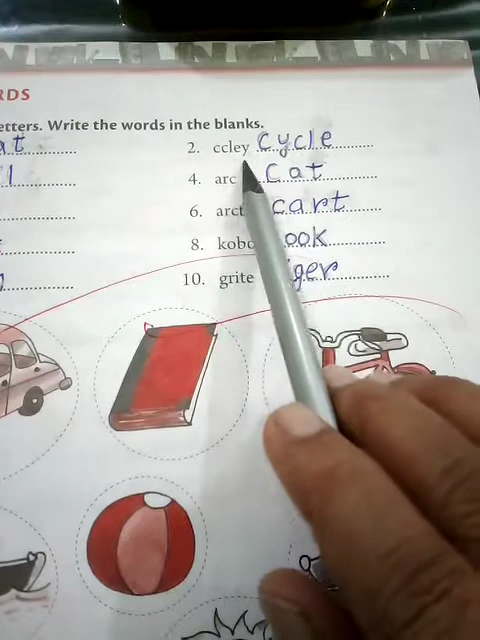 RDS
etters. Write the words in the blanks.
at
2. ccley cycle
l
4. arc cat
6. arct cart
8. kobo ook
10. grite iger